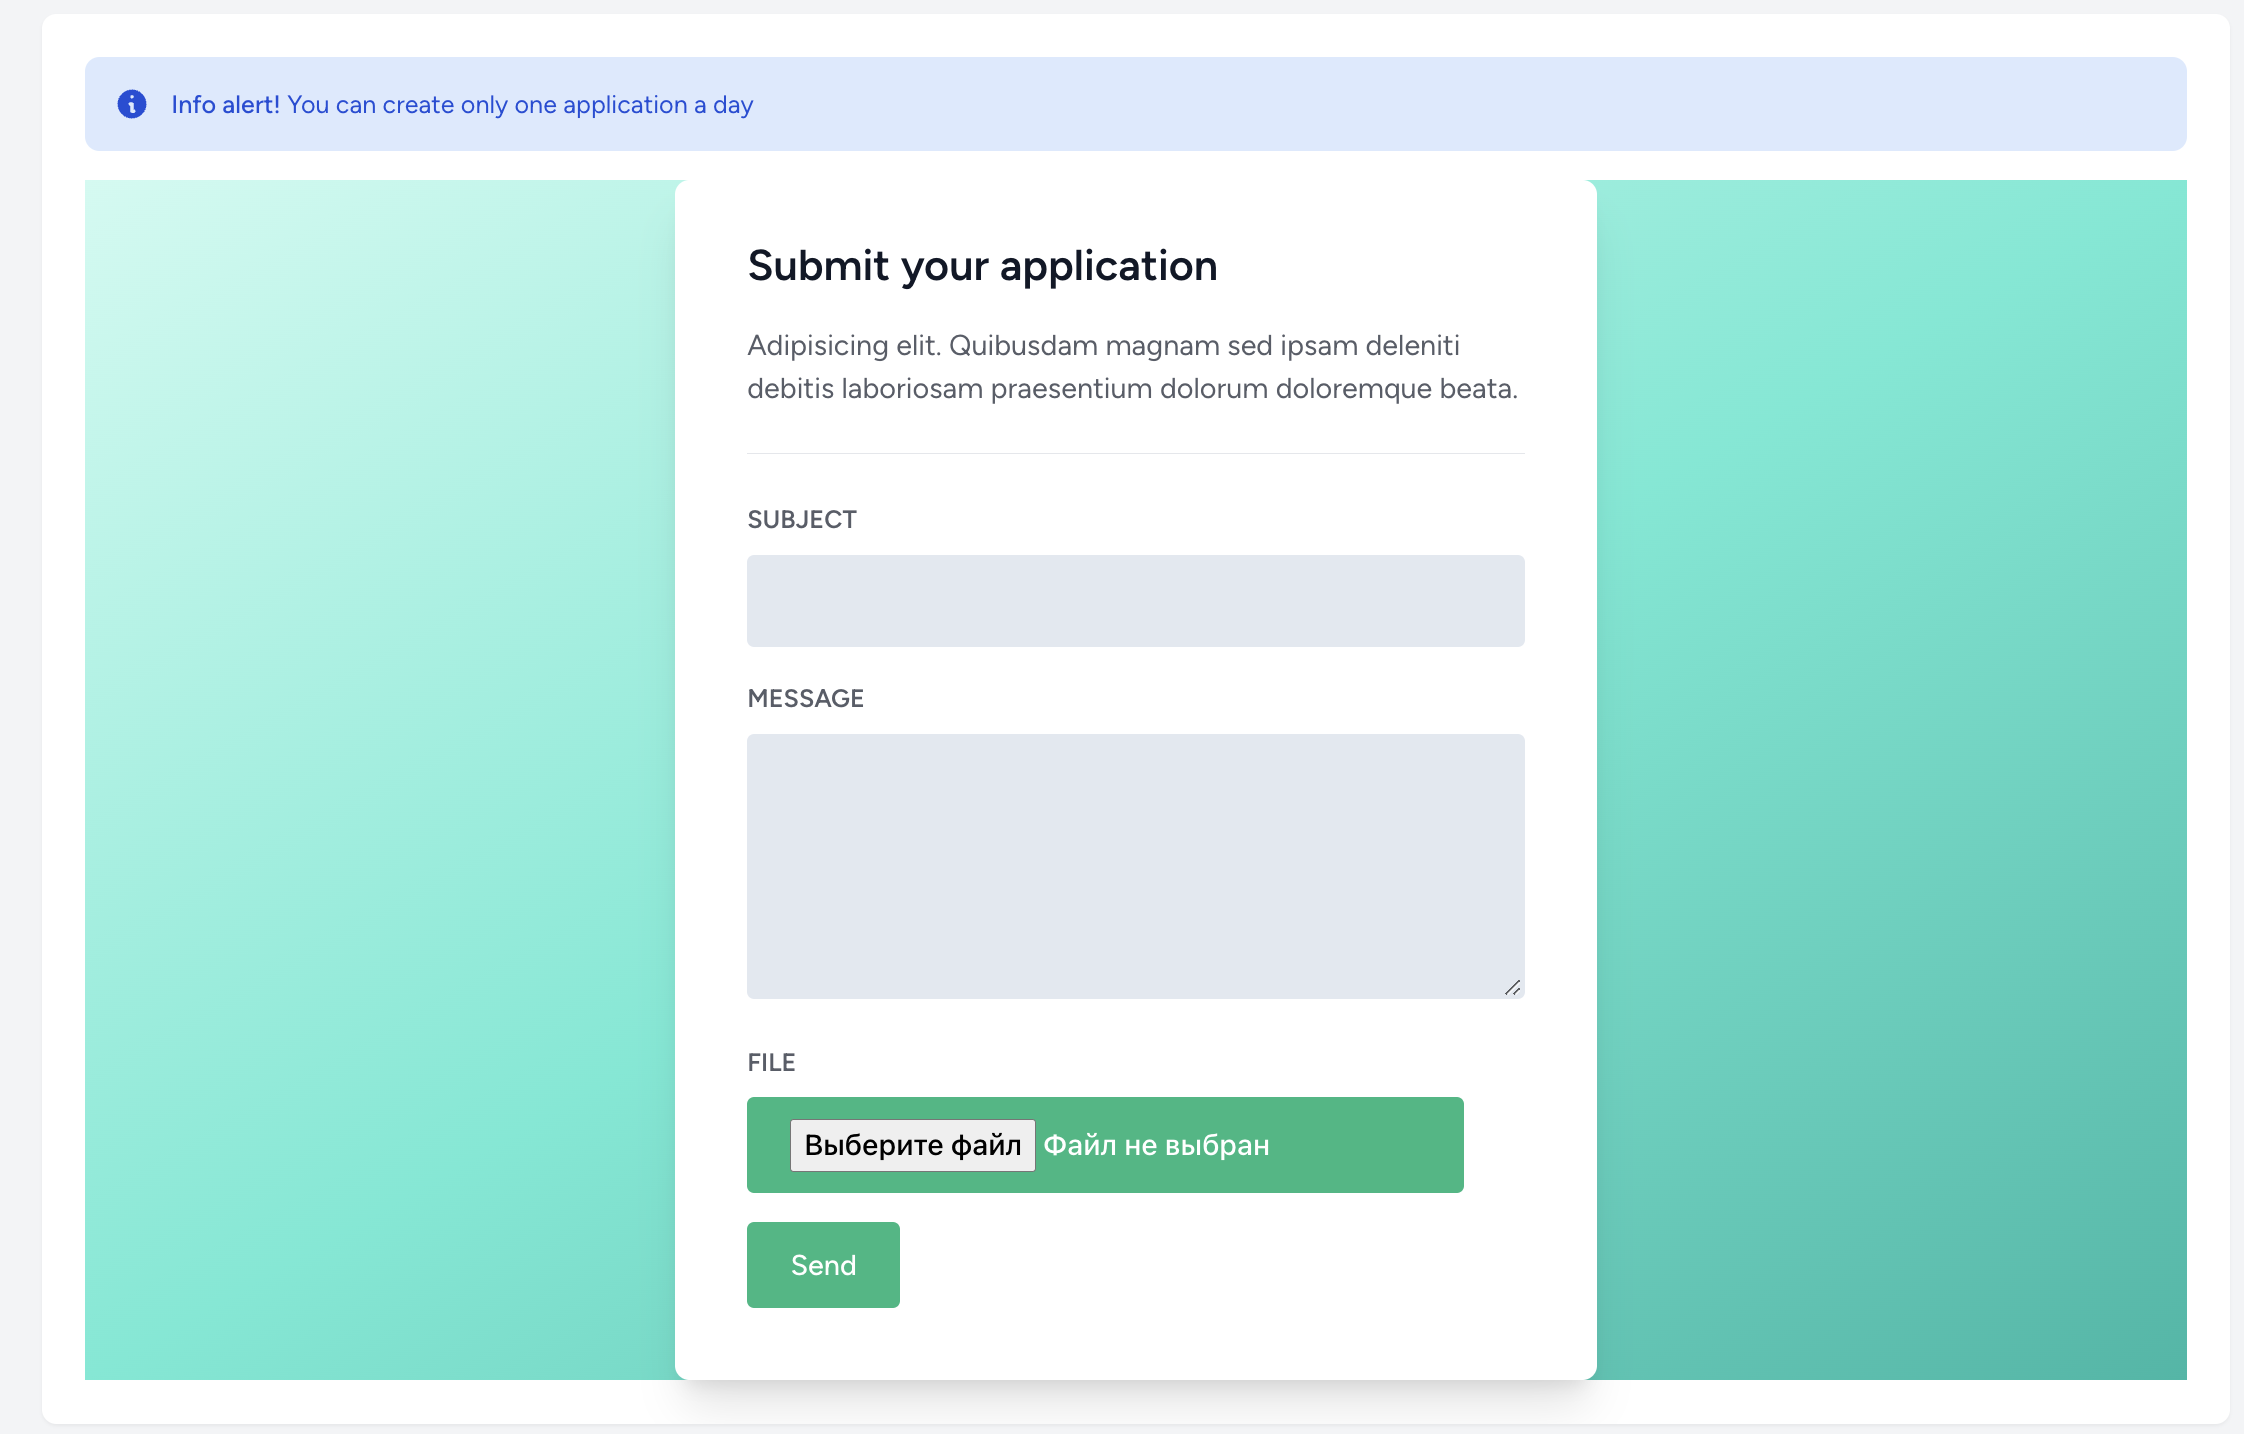 Info alert! You can create only one application a day
Submit your application
Adipisicing elit. Quibusdam magnam sed ipsam deleniti
debitis laboriosam praesentium dolorum doloremque beata.
SUBJECT
MESSAGE
FILE
Выберите файл Файл не выбран
Send